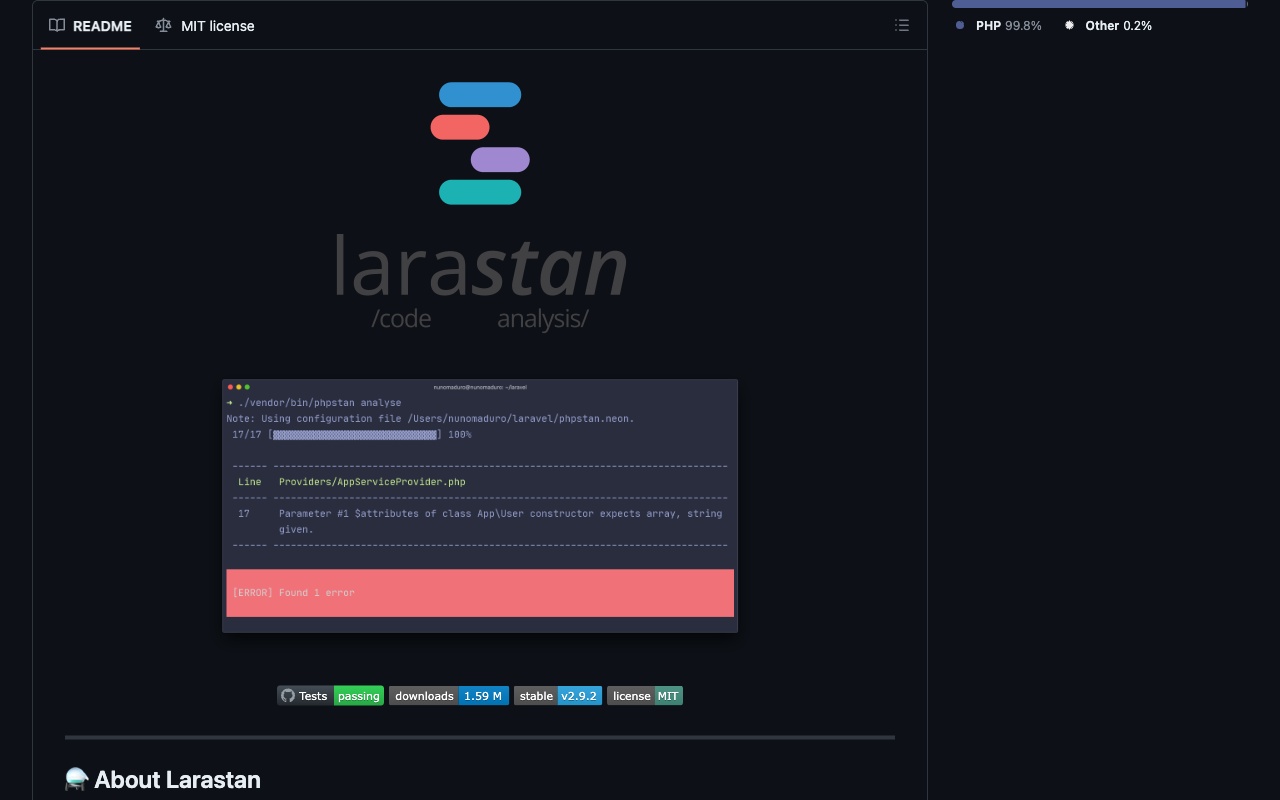 README MIT license
PHP 99.8% Other 0.2%
larastan
/code analysis/
nunomaduro@nunomaduro: ~/laravel
➜ ./vendor/bin/phpstan analyse
Note: Using configuration file /Users/nunomaduro/laravel/phpstan.neon.
17/17 [▓▓▓▓▓▓▓▓▓▓▓▓▓▓▓▓▓▓▓▓▓▓▓▓▓▓▓▓] 100%
Line Providers/AppServiceProvider.php
17 Parameter #1 $attributes of class App\User constructor expects array, string
given.
[ERROR] Found 1 error
Tests passing downloads 1.59 M stable v2.9.2 license MIT
About Larastan